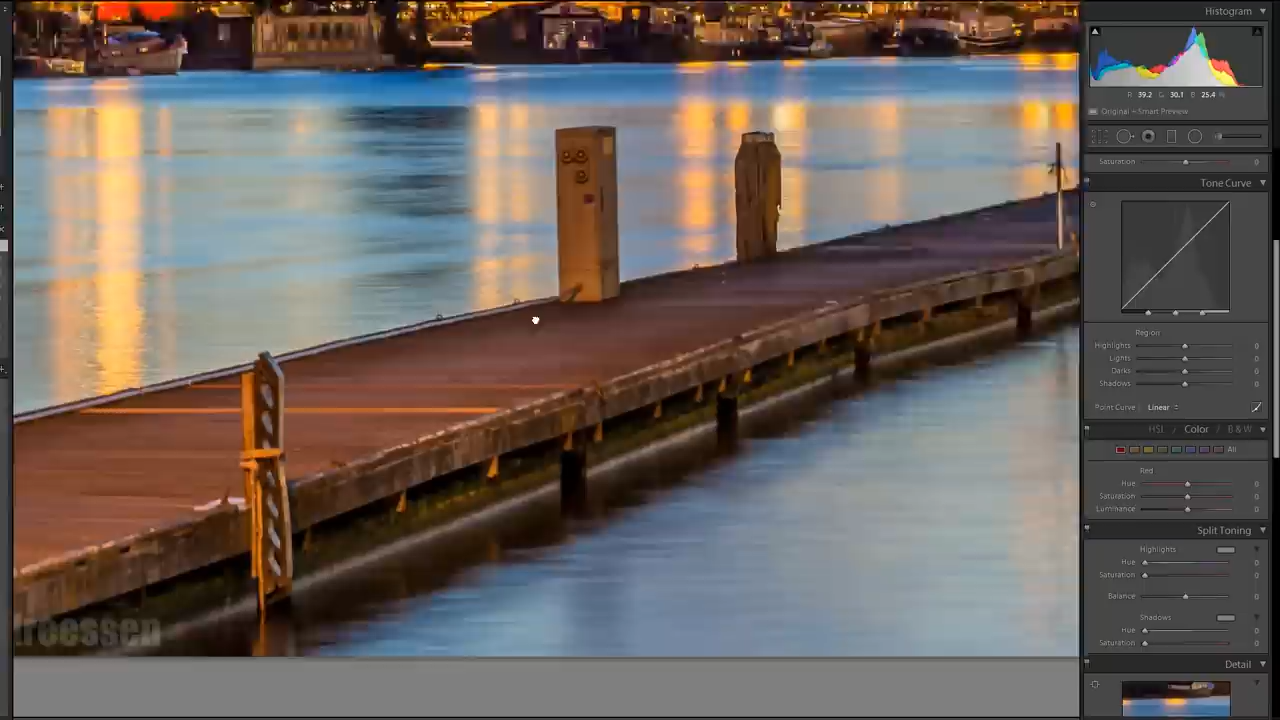 Histogram
R 39.2 G 30.1 B 25.4 %
Original + Smart Preview
Saturation 0
Tone Curve
Region
Highlights 0
Lights 0
Darks 0
Shadows 0
Point Curve : Linear
HSL / Color / B & W
All
Red
Hue 0
Saturation 0
Luminance 0
Split Toning
Highlights
Hue 0
Saturation 0
Balance 0
Shadows
Hue 0
Saturation 0
Detail